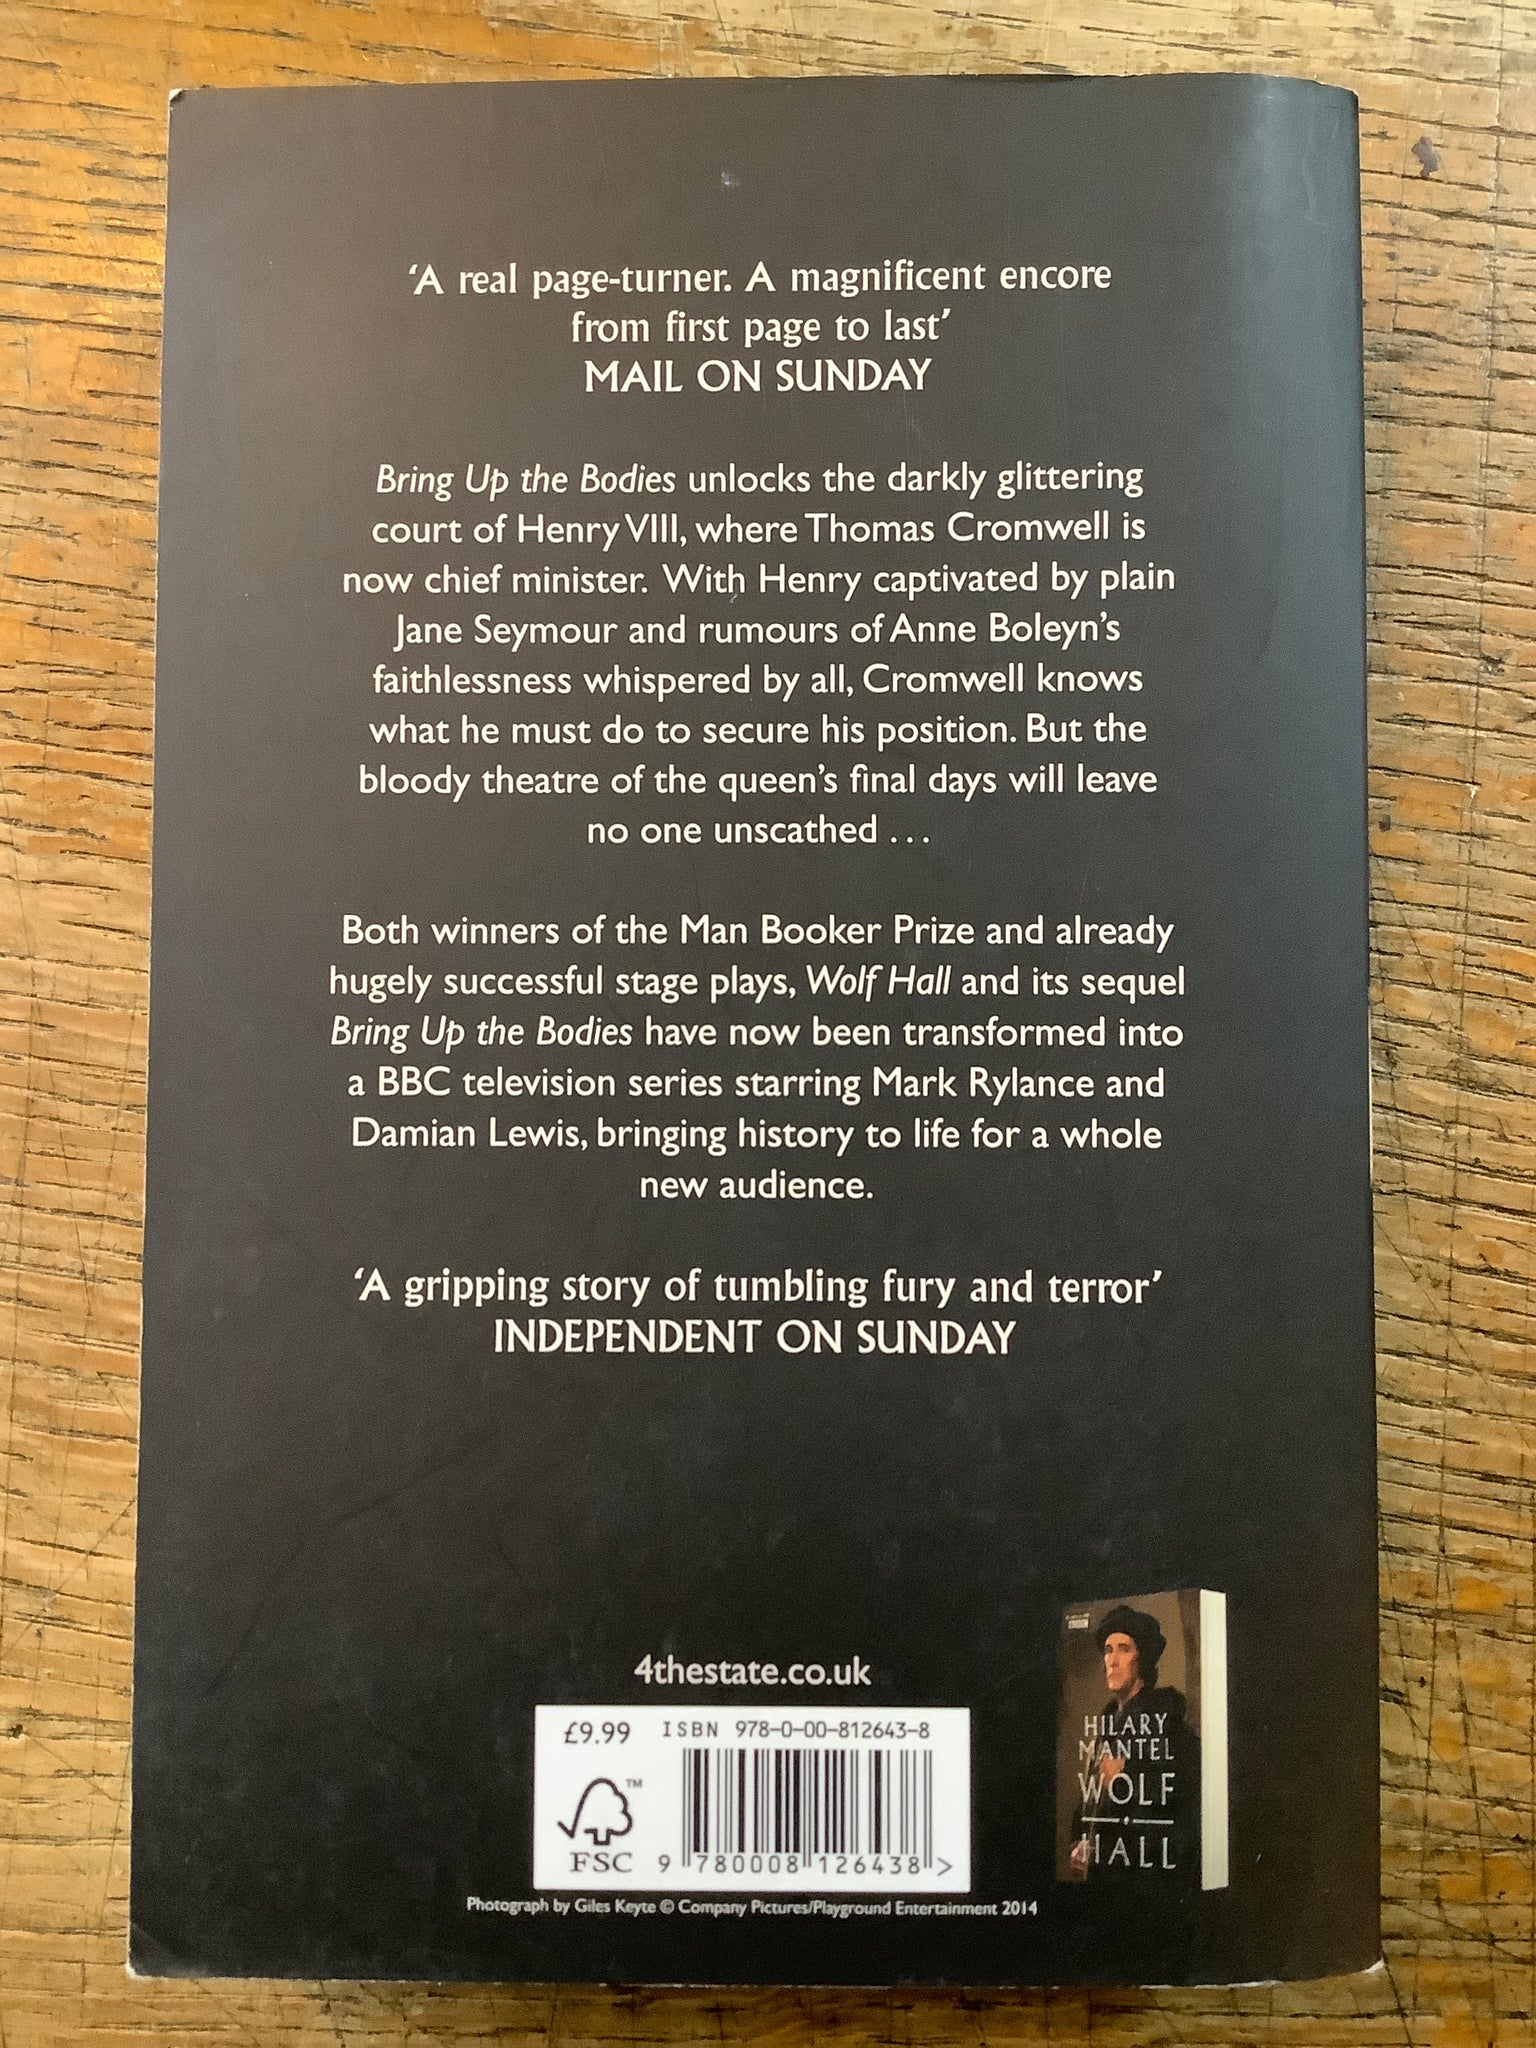 ‘A real page-turner. A magnificent encore
from first page to last’
MAIL ON SUNDAY
Bring Up the Bodies unlocks the darkly glittering
court of Henry VIII, where Thomas Cromwell is
now chief minister. With Henry captivated by plain
Jane Seymour and rumours of Anne Boleyn’s
faithlessness whispered by all, Cromwell knows
what he must do to secure his position. But the
bloody theatre of the queen’s final days will leave
no one unscathed . . .
Both winners of the Man Booker Prize and already
hugely successful stage plays, Wolf Hall and its sequel
Bring Up the Bodies have now been transformed into
a BBC television series starring Mark Rylance and
Damian Lewis, bringing history to life for a whole
new audience.
‘A gripping story of tumbling fury and terror’
INDEPENDENT ON SUNDAY
4thestate.co.uk
£9.99 ISBN 978-0-00-812643-8
™
FSC
9 780008 126438 >
Photograph by Giles Keyte © Company Pictures/Playground Entertainment 2014
HILARY
MANTEL
WOLF
HALL